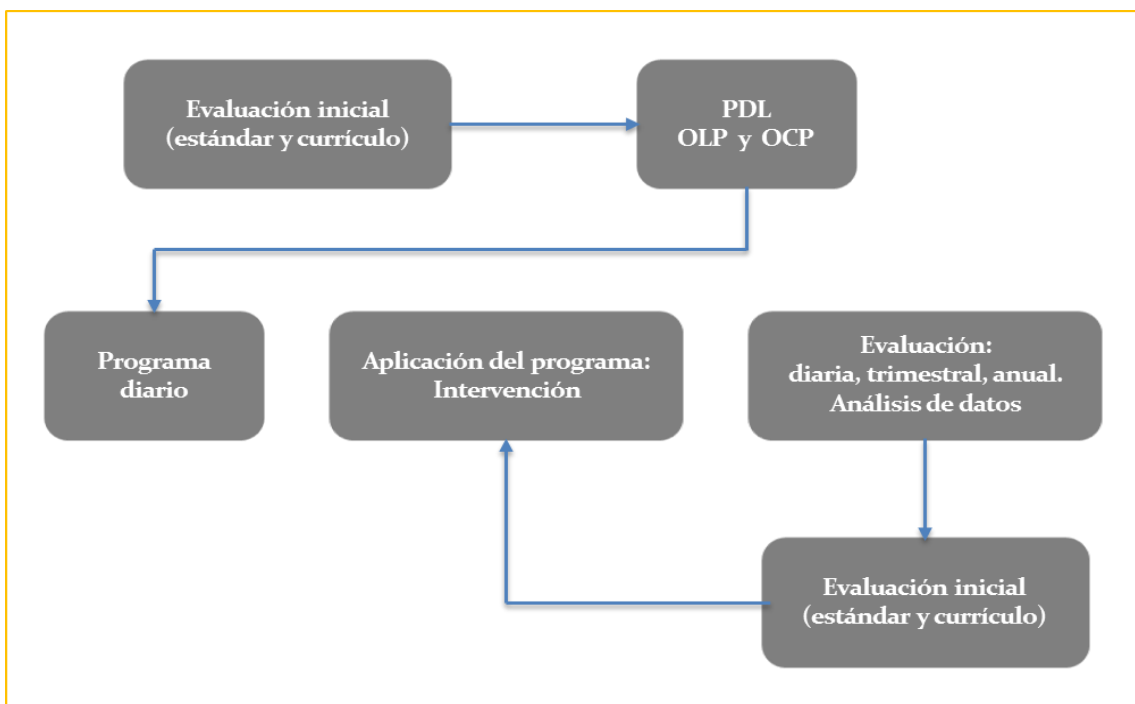 Evaluación inicial
(estándar y currículo)
PDL
OLP y OCP
Programa
diario
Aplicación del programa:
Intervención
Evaluación:
diaria, trimestral, anual.
Análisis de datos
Evaluación inicial
(estándar y currículo)